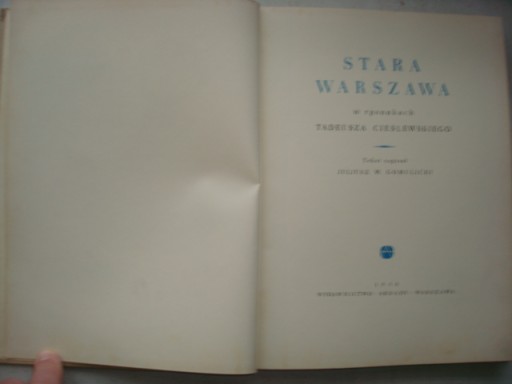 STARA
WARSZAWA
w rysunkach
TADEUSZA CIEŚLEWSKIEGO
JULIUSZ W. GOMULICKI